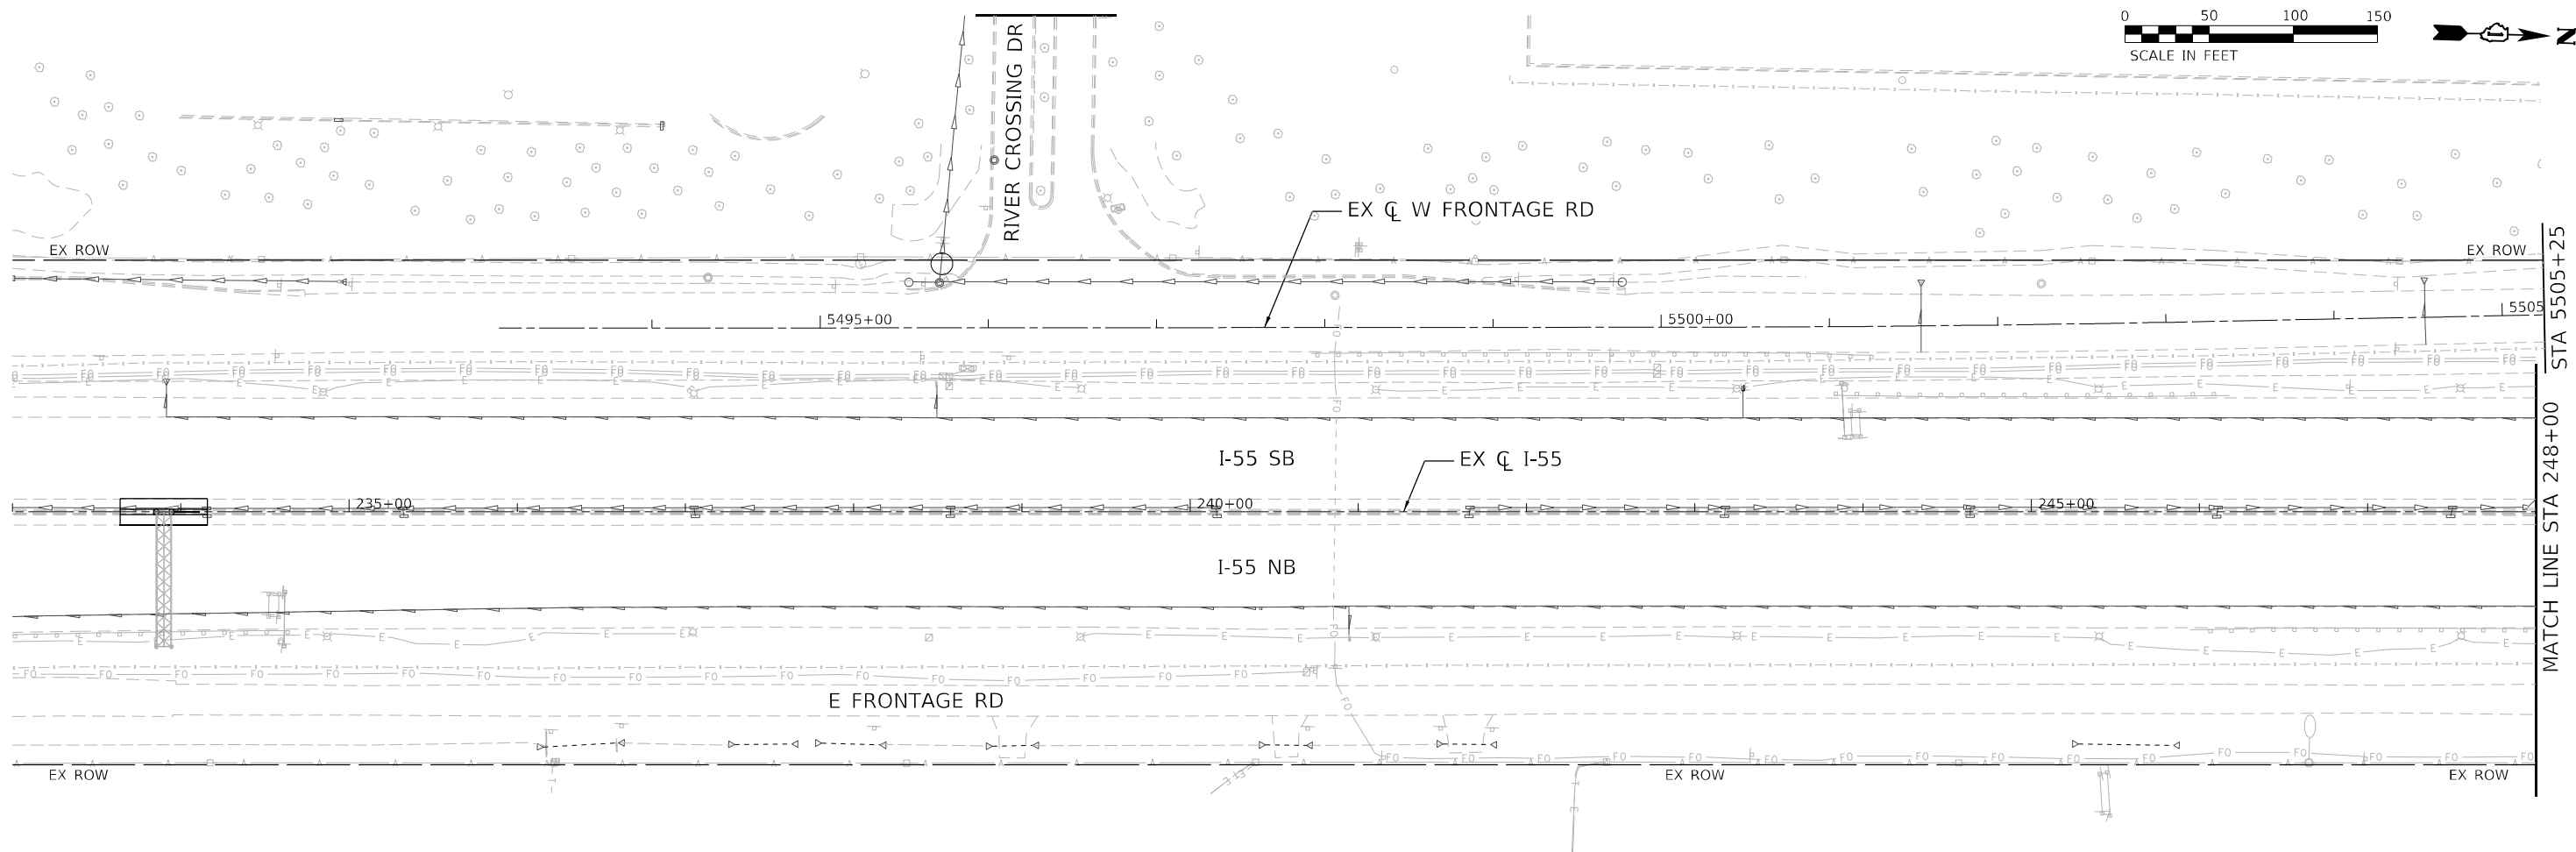 0 50 100 150
SCALE IN FEET
N
RIVER CROSSING DR
EX ROW
EX ℄ W FRONTAGE RD
EX ROW
STA 5505+25
5495+00
5500+00
5505
FO
E
I-55 SB
EX ℄ I-55
235+00
240+00
245+00
I-55 NB
MATCH LINE STA 248+00
E FRONTAGE RD
EX ROW
EX ROW
EX ROW